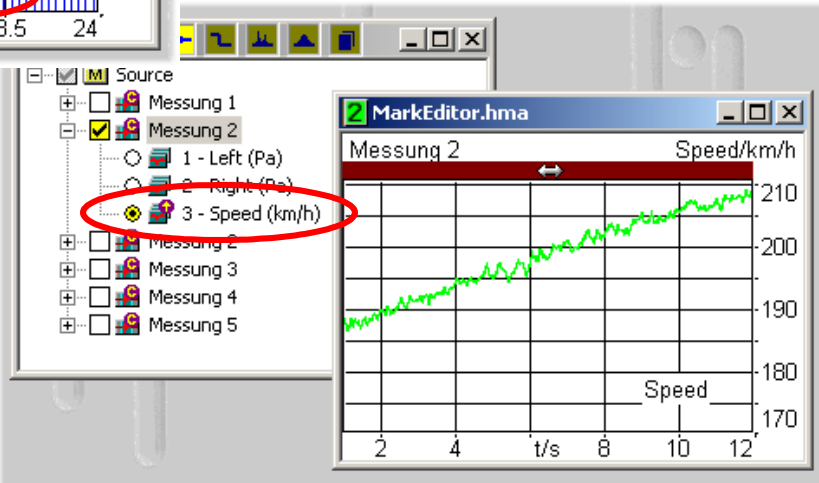 3.5 24
Source
Messung 1
Messung 2
1 - Left (Pa)
2 - Right (Pa)
3 - Speed (km/h)
Messung 2
Messung 3
Messung 4
Messung 5
2 MarkEditor.hma
Messung 2 Speed/km/h
210
200
190
180
Speed
170
2 4 t/s 8 10 12